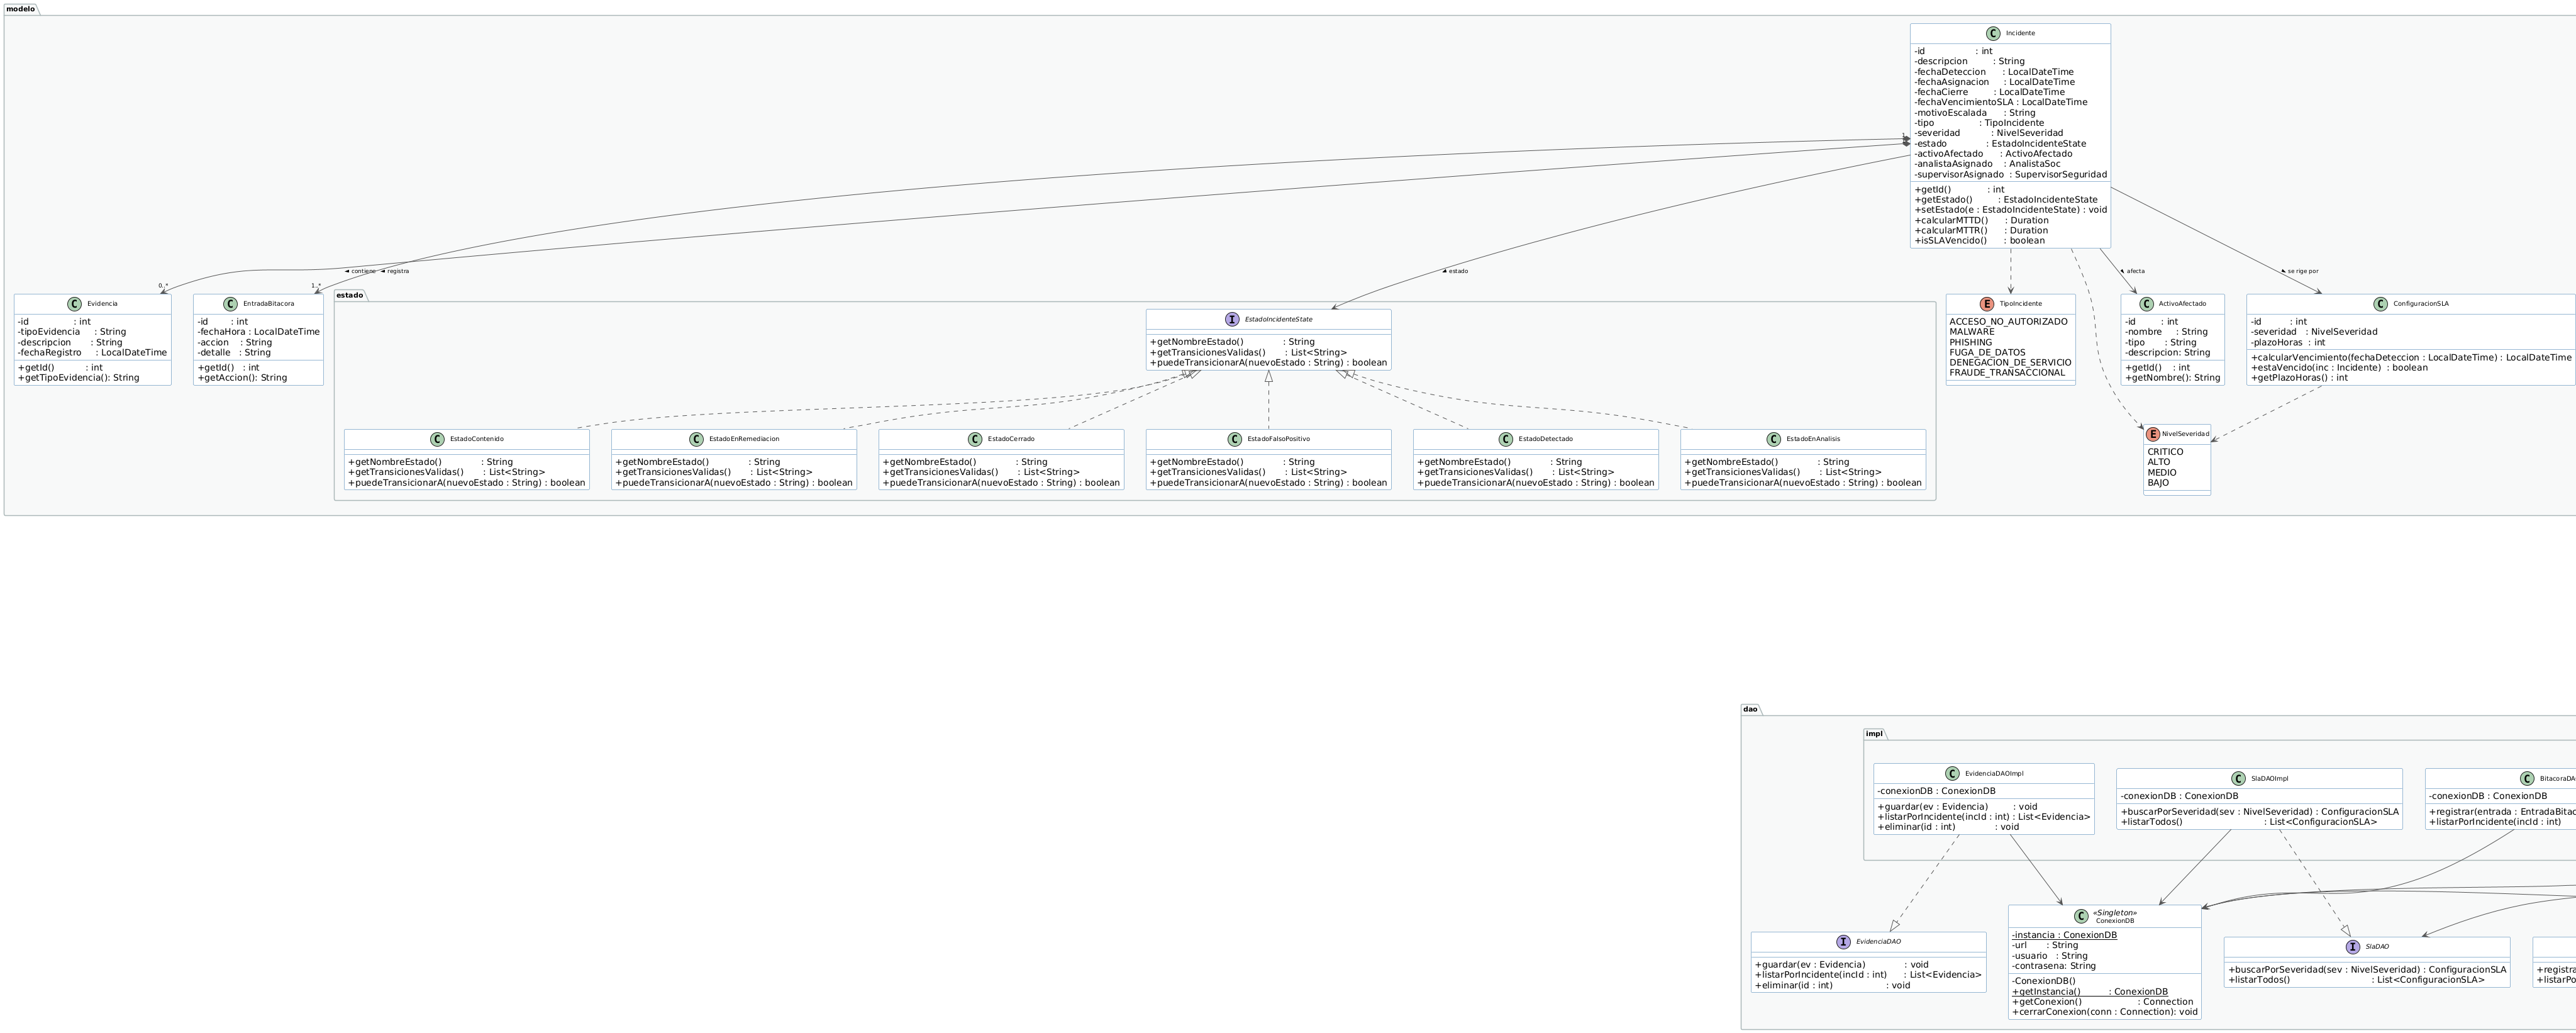 modelo
Incidente
-id : int
-descripcion : String
-fechaDeteccion : LocalDateTime
-fechaAsignacion : LocalDateTime
-fechaCierre : LocalDateTime
-fechaVencimientoSLA : LocalDateTime
-motivoEscalada : String
-tipo : TipoIncidente
-severidad : NivelSeveridad
-estado : EstadoIncidenteState
-activoAfectado : ActivoAfectado
-analistaAsignado : AnalistaSoc
-supervisorAsignado : SupervisorSeguridad
+getId() : int
+getEstado() : EstadoIncidenteState
+setEstado(e : EstadoIncidenteState) : void
+calcularMTTD() : Duration
+calcularMTTR() : Duration
+isSLAVencido() : boolean
contiene
registra
estado
afecta
se rige por
0..*
1..*
Evidencia
-id : int
-tipoEvidencia : String
-descripcion : String
-fechaRegistro : LocalDateTime
+getId() : int
+getTipoEvidencia(): String
EntradaBitacora
-id : int
-fechaHora : LocalDateTime
-accion : String
-detalle : String
+getId() : int
+getAccion(): String
estado
EstadoIncidenteState
+getNombreEstado() : String
+getTransicionesValidas() : List<String>
+puedeTransicionarA(nuevoEstado : String) : boolean
TipoIncidente
ACCESO_NO_AUTORIZADO
MALWARE
PHISHING
FUGA_DE_DATOS
DENEGACION_DE_SERVICIO
FRAUDE_TRANSACCIONAL
ActivoAfectado
-id : int
-nombre : String
-tipo : String
-descripcion: String
+getId() : int
+getNombre(): String
ConfiguracionSLA
-id : int
-severidad : NivelSeveridad
-plazoHoras : int
+calcularVencimiento(fechaDeteccion : LocalDateTime) : LocalDateTime
+estaVencido(inc : Incidente) : boolean
+getPlazoHoras() : int
EstadoContenido
+getNombreEstado() : String
+getTransicionesValidas() : List<String>
+puedeTransicionarA(nuevoEstado : String) : boolean
EstadoEnRemediacion
+getNombreEstado() : String
+getTransicionesValidas() : List<String>
+puedeTransicionarA(nuevoEstado : String) : boolean
EstadoCerrado
+getNombreEstado() : String
+getTransicionesValidas() : List<String>
+puedeTransicionarA(nuevoEstado : String) : boolean
EstadoFalsoPositivo
+getNombreEstado() : String
+getTransicionesValidas() : List<String>
+puedeTransicionarA(nuevoEstado : String) : boolean
EstadoDetectado
+getNombreEstado() : String
+getTransicionesValidas() : List<String>
+puedeTransicionarA(nuevoEstado : String) : boolean
EstadoEnAnalisis
+getNombreEstado() : String
+getTransicionesValidas() : List<String>
+puedeTransicionarA(nuevoEstado : String) : boolean
NivelSeveridad
CRITICO
ALTO
MEDIO
BAJO
dao
impl
EvidenciaDAOImpl
-conexionDB : ConexionDB
+guardar(ev : Evidencia) : void
+listarPorIncidente(incId : int) : List<Evidencia>
+eliminar(id : int) : void
SlaDAOImpl
-conexionDB : ConexionDB
+buscarPorSeveridad(sev : NivelSeveridad) : ConfiguracionSLA
+listarTodos() : List<ConfiguracionSLA>
BitacoraDA
-conexionDB : ConexionDB
+registrar(entrada : EntradaBitac
+listarPorIncidente(incId : int)
EvidenciaDAO
+guardar(ev : Evidencia) : void
+listarPorIncidente(incId : int) : List<Evidencia>
+eliminar(id : int) : void
«Singleton»
ConexionDB
-instancia : ConexionDB
-url : String
-usuario : String
-contrasena: String
-ConexionDB()
+getInstancia() : ConexionDB
+getConexion() : Connection
+cerrarConexion(conn : Connection): void
SlaDAO
+buscarPorSeveridad(sev : NivelSeveridad) : ConfiguracionSLA
+listarTodos() : List<ConfiguracionSLA>
+registra
+listarPo